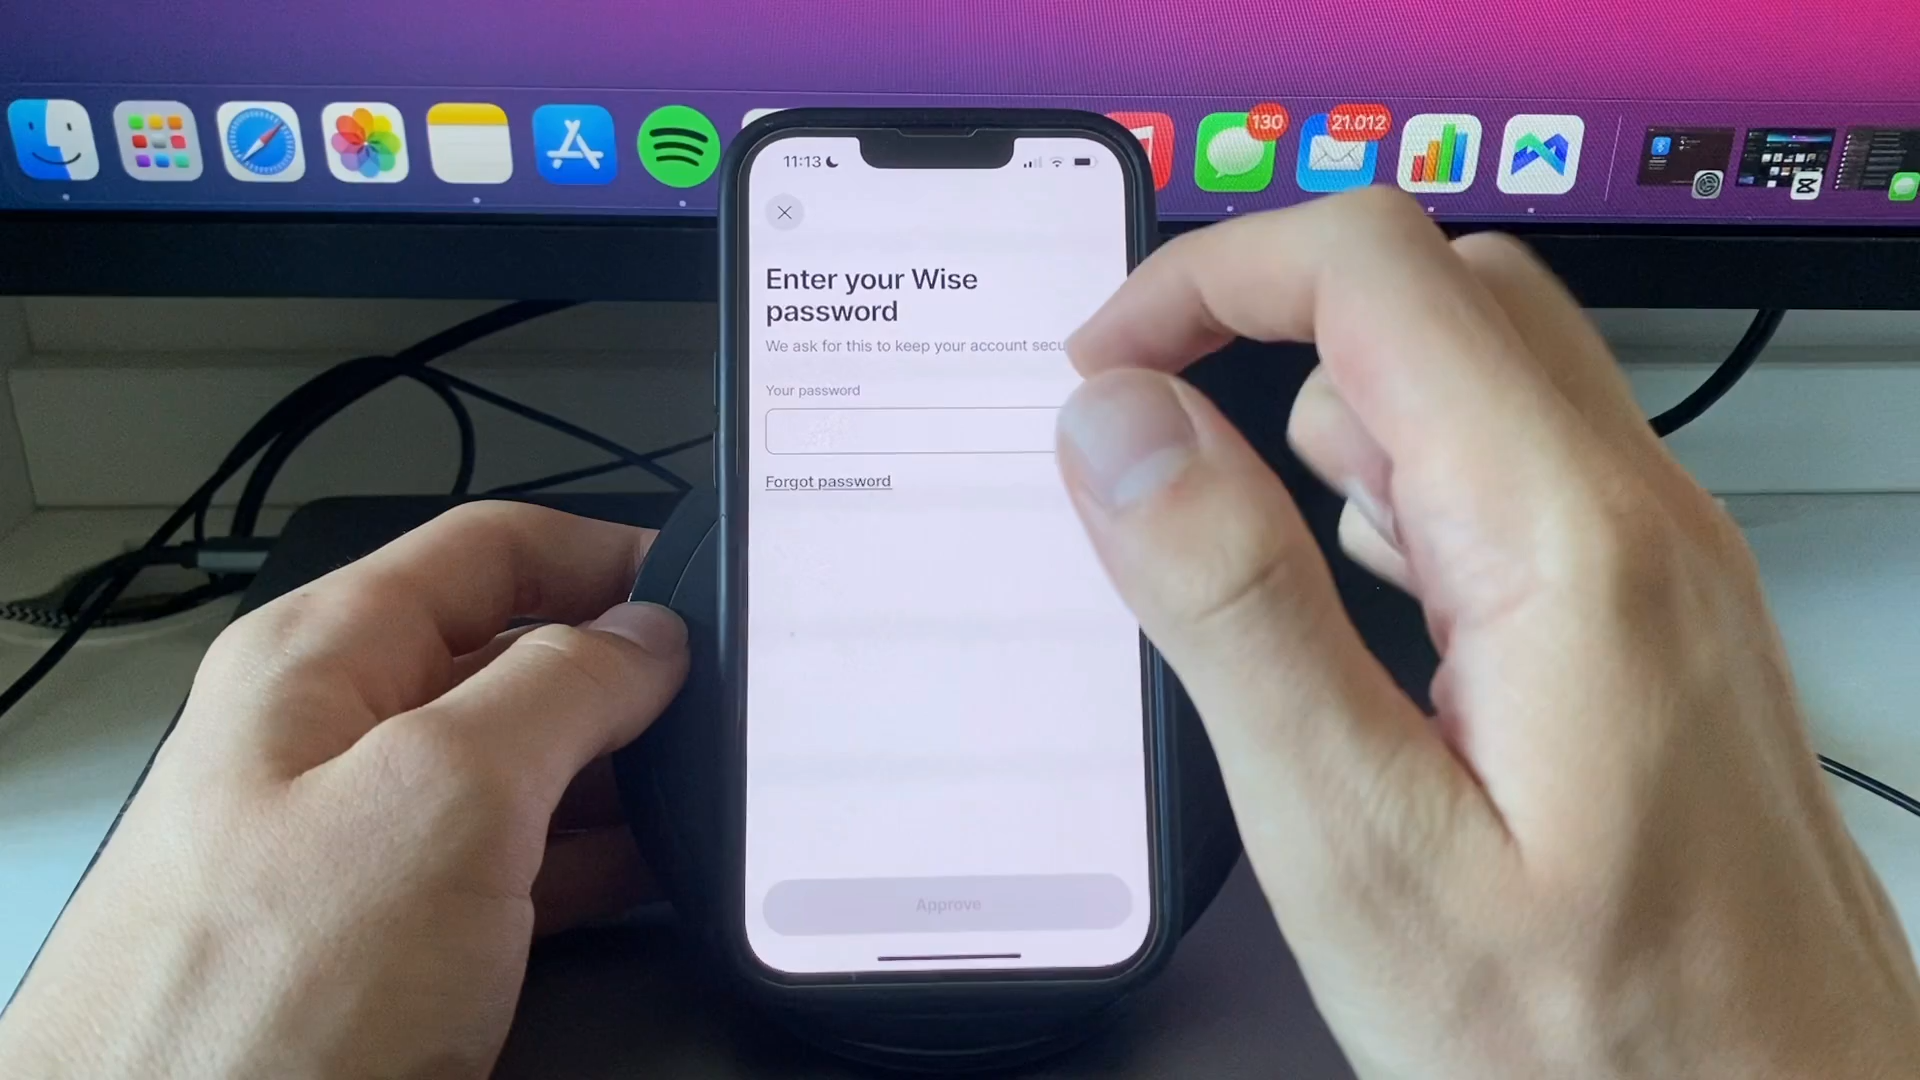 130
21.012
11:13
Enter your Wise
password
We ask for this to keep your account secu
Your password
Forgot password
Approve